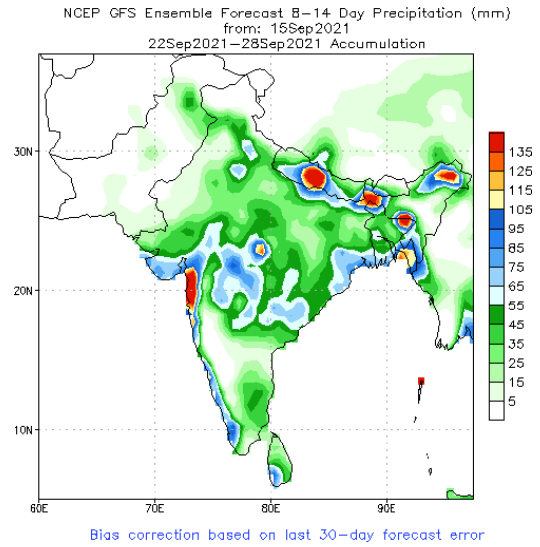 NCEP GFS Ensemble Forecast 8-14 Day Precipitation (mm)
from: 15Sep2021
22Sep2021-28Sep2021 Accumulation
30N
20N
10N
60E
70E
80E
90E
135
125
115
105
95
85
75
65
55
45
35
25
15
5
Bias correction based on last 30-day forecast error